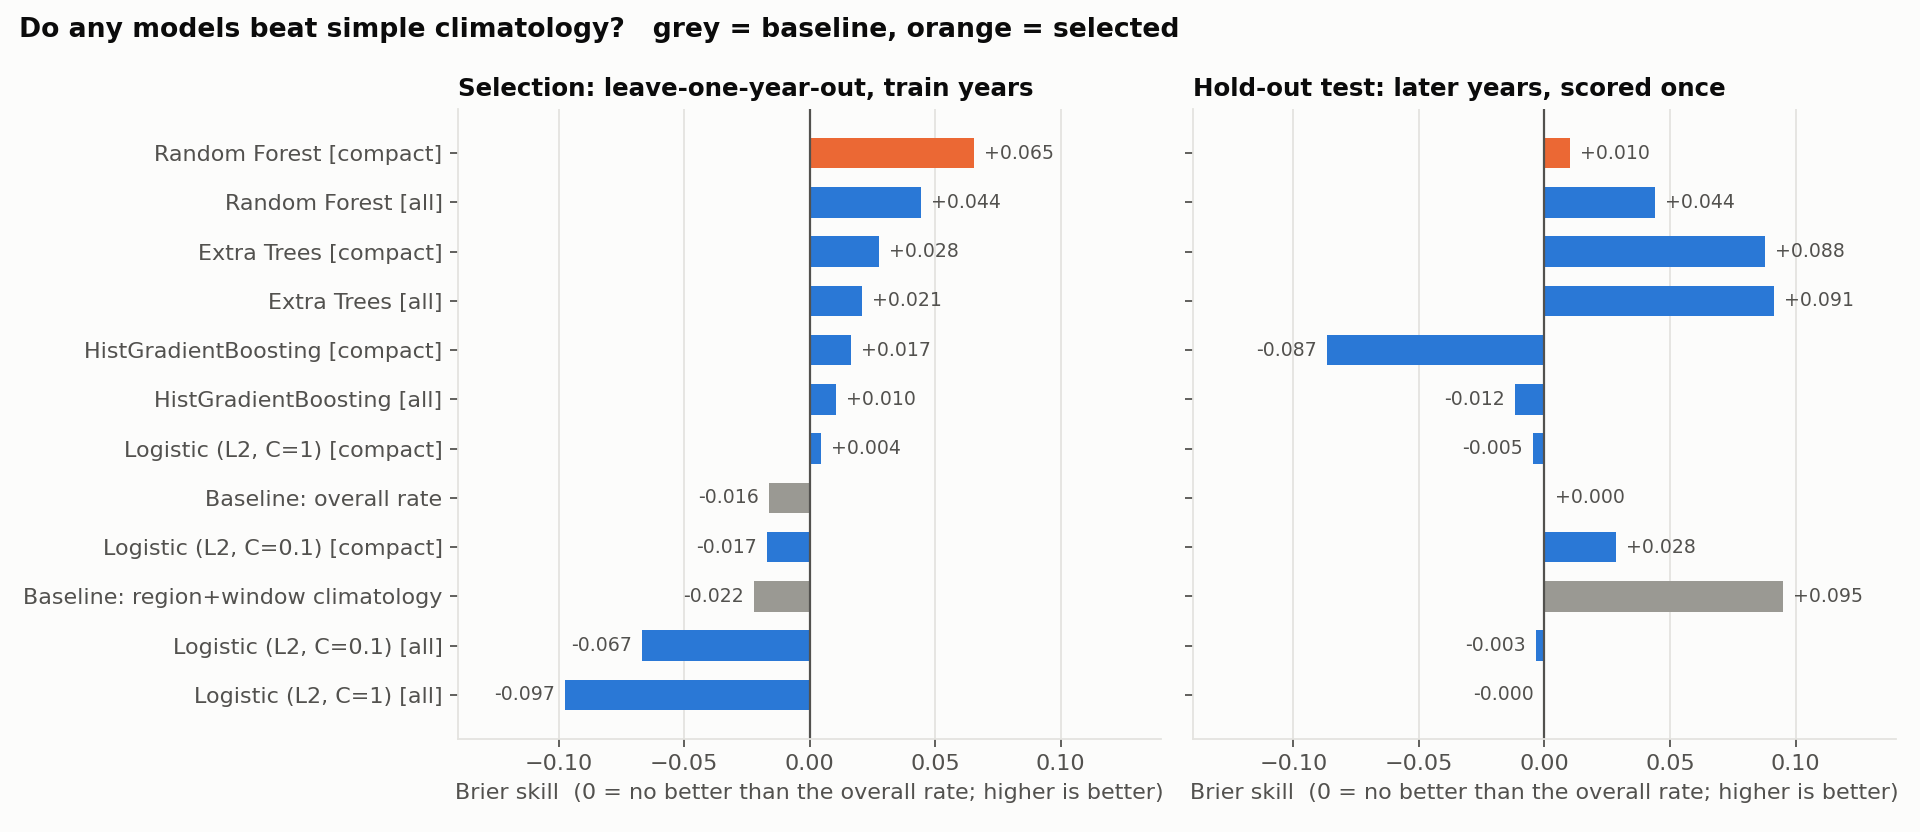 Do any models beat simple climatology?   grey = baseline, orange = selected
Selection: leave-one-year-out, train years
Random Forest [compact] +0.065
Random Forest [all] +0.044
Extra Trees [compact] +0.028
Extra Trees [all] +0.021
HistGradientBoosting [compact] +0.017
HistGradientBoosting [all] +0.010
Logistic (L2, C=1) [compact] +0.004
Baseline: overall rate -0.016
Logistic (L2, C=0.1) [compact] -0.017
Baseline: region+window climatology -0.022
Logistic (L2, C=0.1) [all] -0.067
Logistic (L2, C=1) [all] -0.097
−0.10 −0.05 0.00 0.05 0.10
Brier skill  (0 = no better than the overall rate; higher is better)
Hold-out test: later years, scored once
+0.010
+0.044
+0.088
+0.091
-0.087
-0.012
-0.005
+0.000
+0.028
+0.095
-0.003
-0.000
−0.10 −0.05 0.00 0.05 0.10
Brier skill  (0 = no better than the overall rate; higher is better)